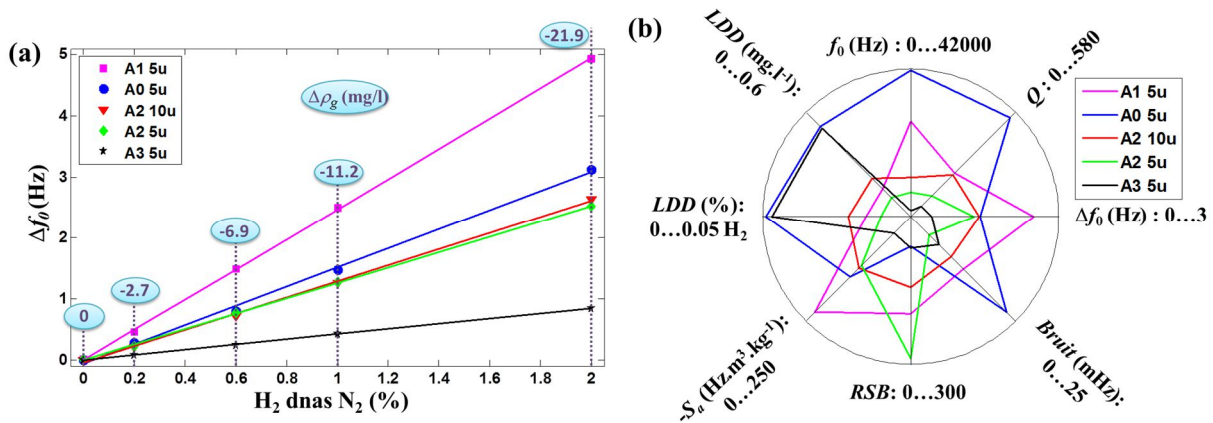 (a)
5
4
3
2
1
0
Δf₀ (Hz)
A1 5u
A0 5u
A2 10u
A2 5u
A3 5u
Δρg (mg/l)
0
-2.7
-6.9
-11.2
-21.9
0 0.2 0.4 0.6 0.8 1 1.2 1.4 1.6 1.8 2
H₂ dnas N₂ (%)
(b)
f₀ (Hz) : 0…42000
Q : 0…580
Δf₀ (Hz) : 0…3
Bruit (mHz) :
0…25
RSB: 0…300
-Sₐ (Hz.m³.kg⁻¹) :
0…250
LDD (%):
0…0.05 H₂
LDD (mg.l⁻¹):
0…0.6
A1 5u
A0 5u
A2 10u
A2 5u
A3 5u